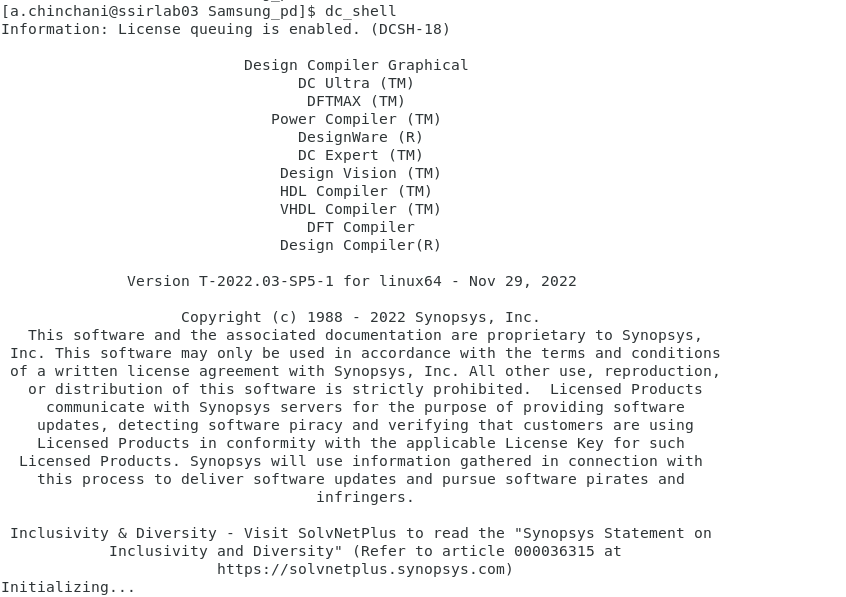 [a.chinchani@ssirlab03 Samsung_pd]$ dc_shell
Information: License queuing is enabled. (DCSH-18)
Design Compiler Graphical
DC Ultra (TM)
DFTMAX (TM)
Power Compiler (TM)
DesignWare (R)
DC Expert (TM)
Design Vision (TM)
HDL Compiler (TM)
VHDL Compiler (TM)
DFT Compiler
Design Compiler(R)
Version T-2022.03-SP5-1 for linux64 - Nov 29, 2022
Copyright (c) 1988 - 2022 Synopsys, Inc.
This software and the associated documentation are proprietary to Synopsys,
Inc. This software may only be used in accordance with the terms and conditions
of a written license agreement with Synopsys, Inc. All other use, reproduction,
or distribution of this software is strictly prohibited.  Licensed Products
communicate with Synopsys servers for the purpose of providing software
updates, detecting software piracy and verifying that customers are using
Licensed Products in conformity with the applicable License Key for such
Licensed Products. Synopsys will use information gathered in connection with
this process to deliver software updates and pursue software pirates and
infringers.
Inclusivity & Diversity - Visit SolvNetPlus to read the "Synopsys Statement on
Inclusivity and Diversity" (Refer to article 000036315 at
https://solvnetplus.synopsys.com)
Initializing...